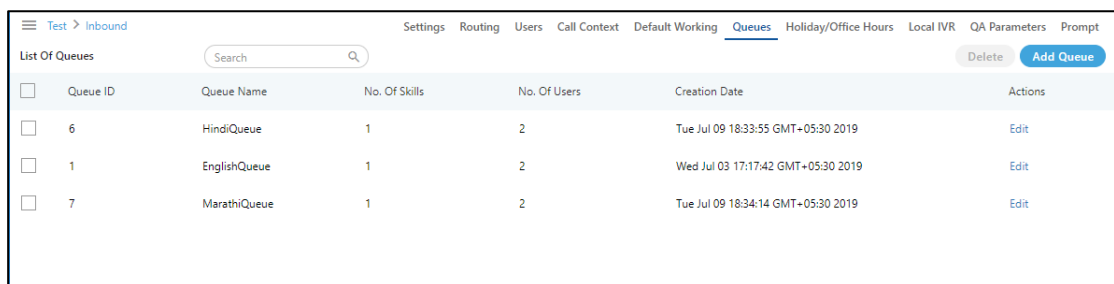 Test > Inbound Settings Routing Users Call Context Default Working Queues Holiday/Office Hours Local IVR QA Parameters Prompt
List Of Queues Search Delete Add Queue
Queue ID Queue Name No. Of Skills No. Of Users Creation Date Actions
6 HindiQueue 1 2 Tue Jul 09 18:33:55 GMT+05:30 2019 Edit
1 EnglishQueue 1 2 Wed Jul 03 17:17:42 GMT+05:30 2019 Edit
7 MarathiQueue 1 2 Tue Jul 09 18:34:14 GMT+05:30 2019 Edit